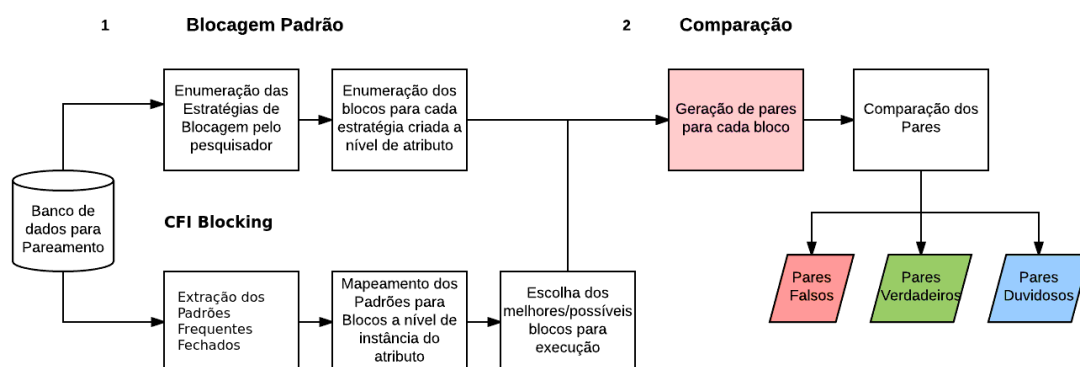 1
Blocagem Padrão
2
Comparação
Enumeração das
Estratégias de
Blocagem pelo
pesquisador
Enumeração dos
blocos para cada
estratégia criada a
nível de atributo
Geração de pares
para cada bloco
Comparação dos
Pares
Banco de
dados para
Pareamento
CFI Blocking
Extração dos
Padrões
Frequentes
Fechados
Mapeamento dos
Padrões para
Blocos a nível de
instância do
atributo
Escolha dos
melhores/possíveis
blocos para
execução
Pares
Falsos
Pares
Verdadeiros
Pares
Duvidosos